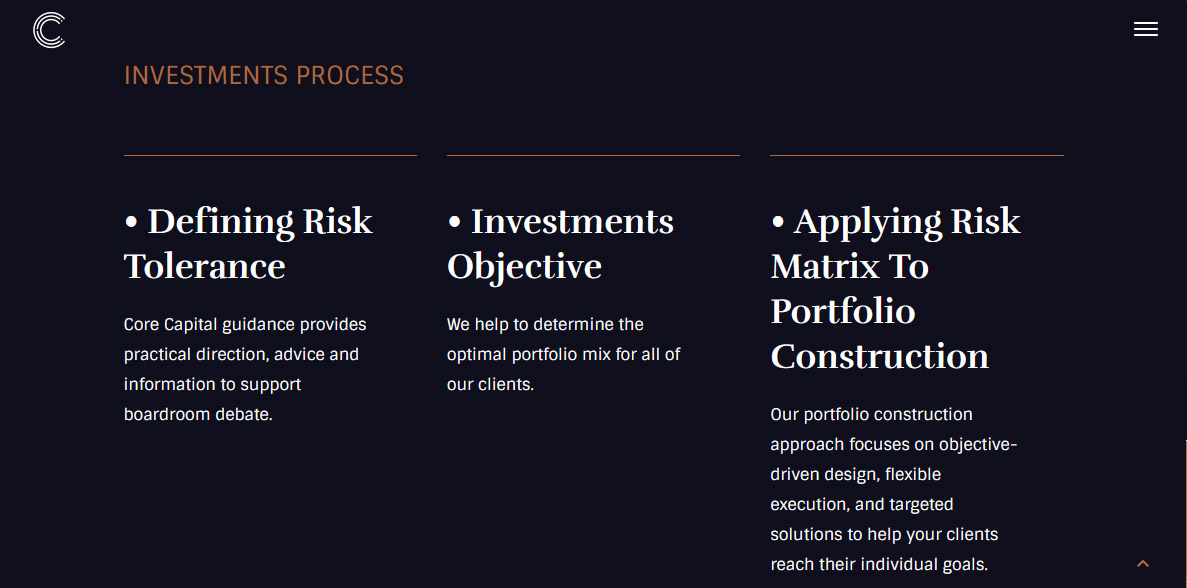 INVESTMENTS PROCESS
• Defining Risk
Tolerance
Core Capital guidance provides
practical direction, advice and
information to support
boardroom debate.
• Investments
Objective
We help to determine the
optimal portfolio mix for all of
our clients.
• Applying Risk
Matrix To
Portfolio
Construction
Our portfolio construction
approach focuses on objective-
driven design, flexible
execution, and targeted
solutions to help your clients
reach their individual goals.